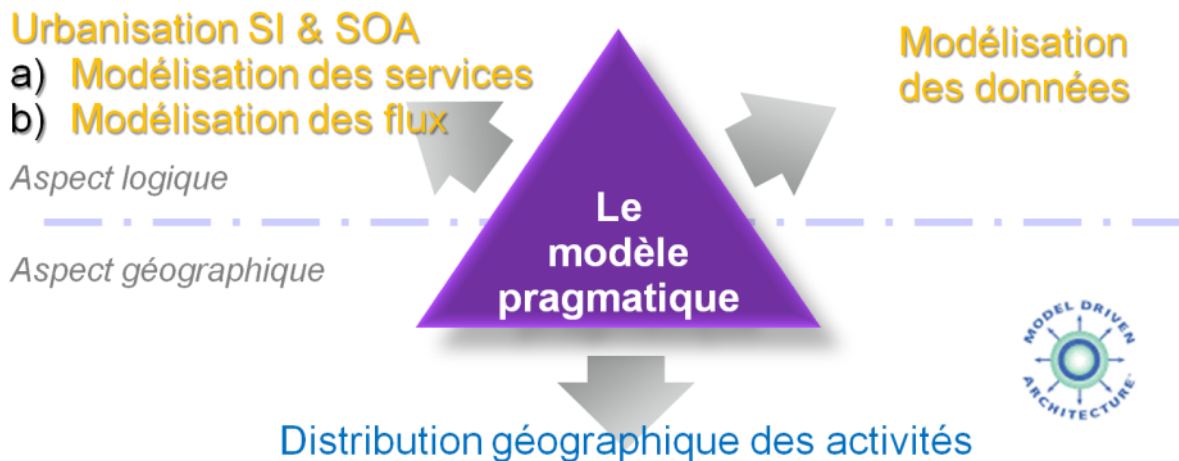 Urbanisation SI & SOA
a) Modélisation des services
b) Modélisation des flux
Modélisation
des données
Aspect logique
Aspect géographique
Le
modèle
pragmatique
MODEL DRIVEN
ARCHITECTURE
Distribution géographique des activités